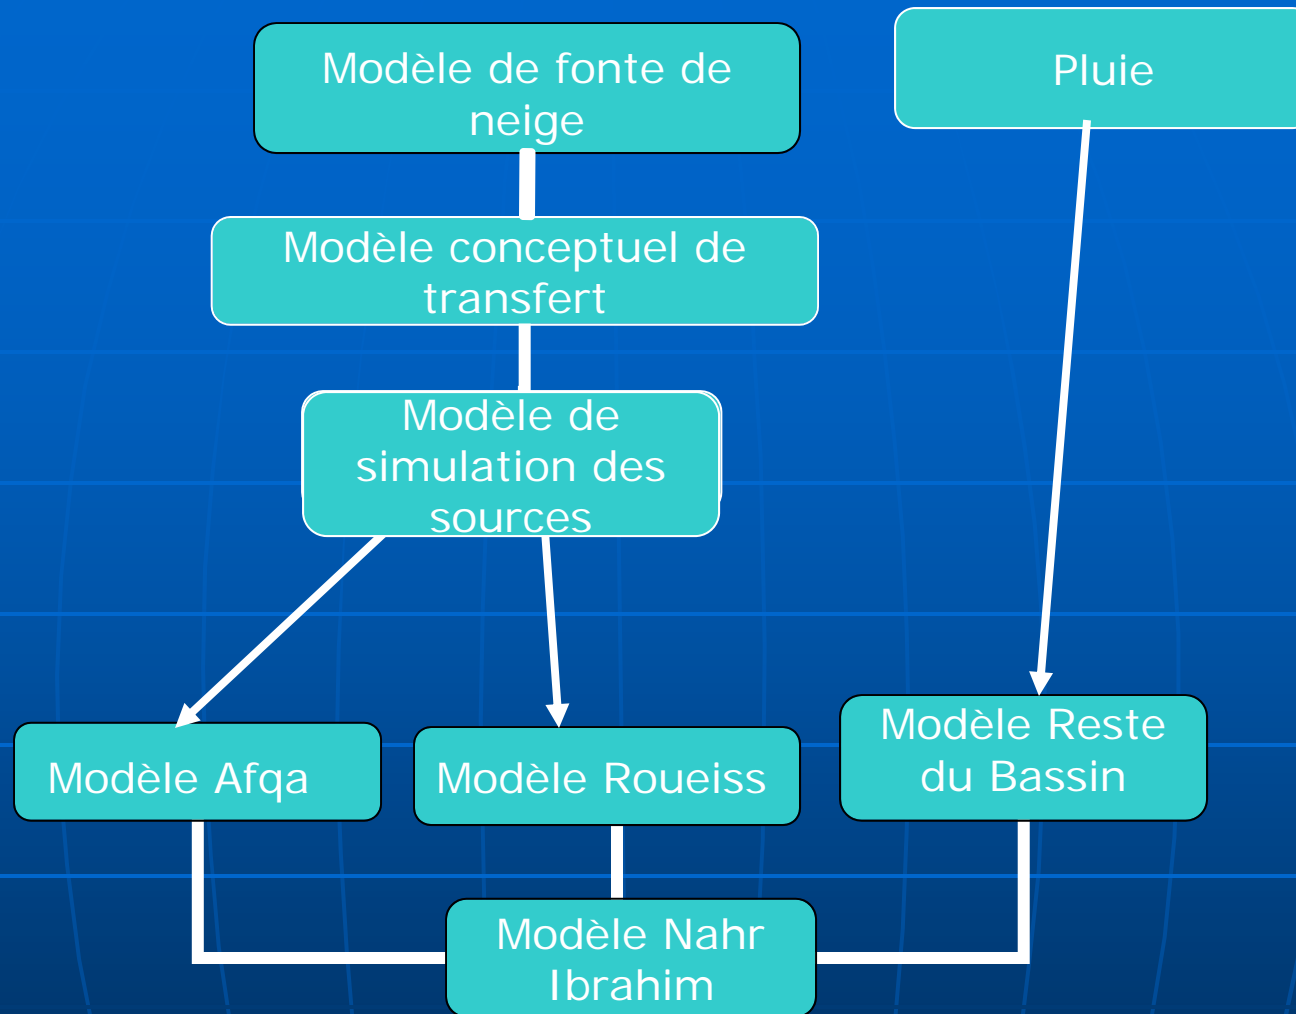 Modèle de fonte de
neige
Pluie
Modèle conceptuel de
transfert
Modèle de
simulation des
sources
Modèle Afqa
Modèle Roueiss
Modèle Reste
du Bassin
Modèle Nahr
Ibrahim